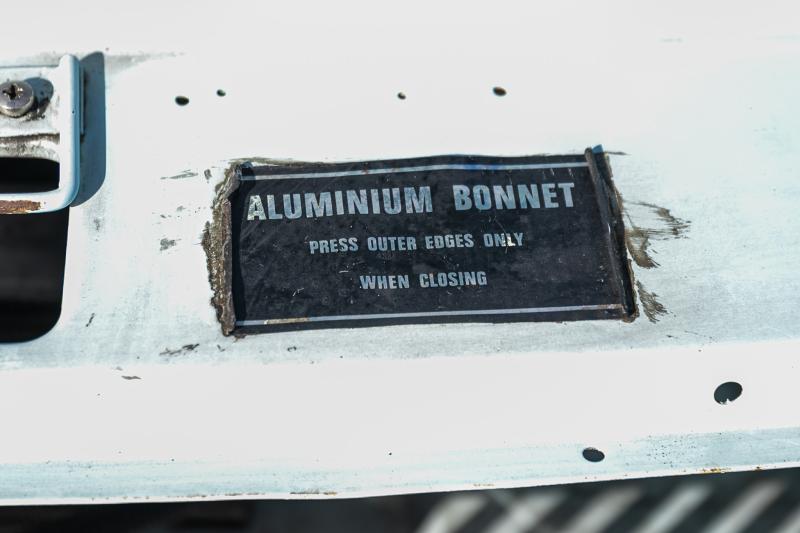 ALUMINIUM BONNET
PRESS OUTER EDGES ONLY
WHEN CLOSING